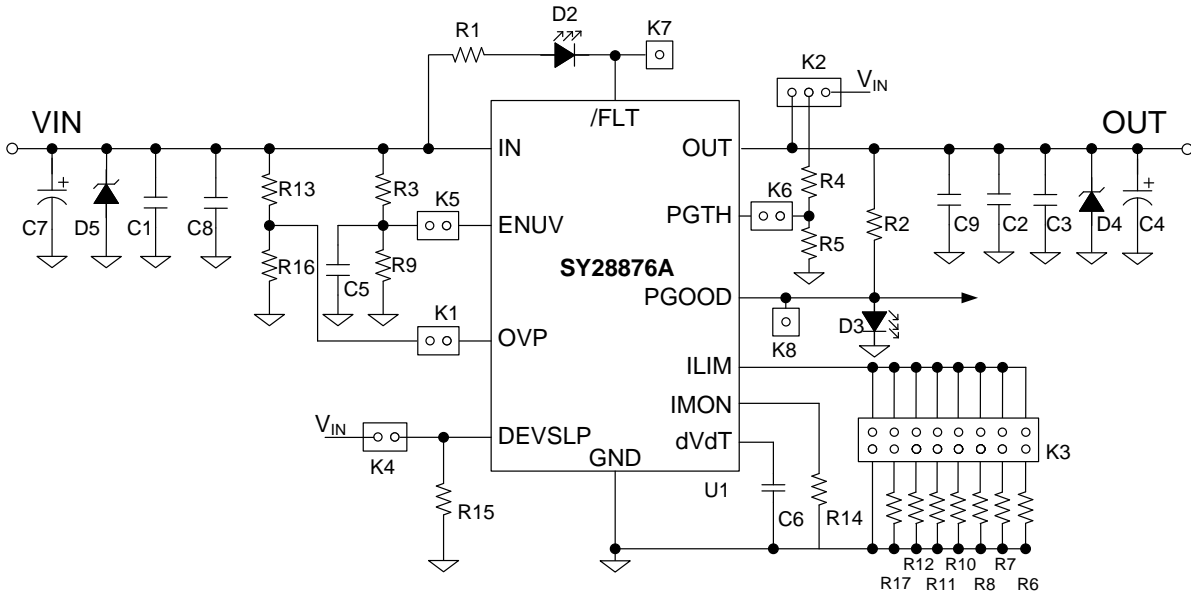 D2
R1
K7
K2
V_IN
/FLT
VIN
OUT
IN
OUT
R13
R3
K5
K6
R4
C7
D5
C1
C8
ENUV
PGTH
R2
C9
C2
C3
D4
C4
R16
C5
R9
SY28876A
R5
K1
PGOOD
D3
OVP
K8
ILIM
IMON
V_IN
DEVSLP
dVdT
K4
GND
K3
U1
R15
C6
R14
R12
R10
R7
R17
R11
R8
R6